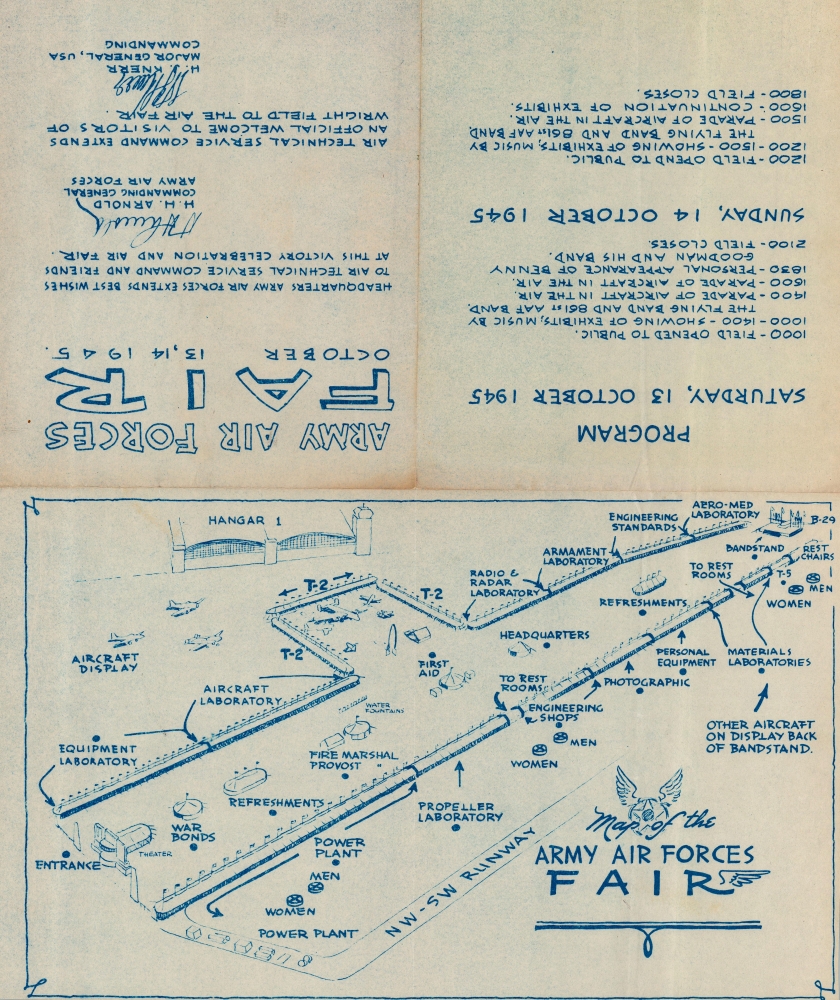 ARMY AIR FORCES
FAIR
OCTOBER 13,14 1945.
HEADQUARTERS ARMY AIR FORCES EXTENDS BEST WISHES
TO AIR TECHNICAL SERVICE COMMAND AND FRIENDS
AT THIS VICTORY CELEBRATION AND AIR FAIR.
H.H. ARNOLD
COMMANDING GENERAL
ARMY AIR FORCES
AIR TECHNICAL SERVICE COMMAND EXTENDS
AN OFFICIAL WELCOME TO VISITORS OF
WRIGHT FIELD TO THE AIR FAIR.
H. J. KNERR
MAJOR GENERAL, USA
COMMANDING
PROGRAM
SATURDAY, 13 OCTOBER 1945
1000 - FIELD OPENED TO PUBLIC.
1000 - 1400 - SHOWING OF EXHIBITS; MUSIC BY
THE FLYING BAND AND 861st AAF BAND.
1400 - PARADE OF AIRCRAFT IN THE AIR.
1600 - PARADE OF AIRCRAFT IN THE AIR.
1830 - PERSONAL APPEARANCE OF BENNY
GOODMAN AND HIS BAND.
2100 - FIELD CLOSES.
SUNDAY, 14 OCTOBER 1945
1200 - FIELD OPEND TO PUBLIC.
1200 - 1500 - SHOWING OF EXHIBITS; MUSIC BY
THE FLYING BAND AND 861st AAF BAND.
1500 - PARADE OF AIRCRAFT IN THE AIR.
1600 - CONTINUATION OF EXHIBITS.
1800 - FIELD CLOSES.
HANGAR 1
AERO-MED
LABORATORY
ENGINEERING
STANDARDS
B-29
BANDSTAND
REST
CHAIRS
ARMAMENT
LABORATORY
TO REST
ROOMS
T-5
MEN
WOMEN
RADIO &
RADAR
LABORATORY
T-2
T-2
T-2
REFRESHMENTS
HEADQUARTERS
FIRST
AID
PERSONAL
EQUIPMENT
MATERIALS
LABORATORIES
AIRCRAFT
DISPLAY
AIRCRAFT
LABORATORY
TO REST
ROOMS
PHOTOGRAPHIC
WATER
FOUNTAINS
ENGINEERING
SHOPS
OTHER AIRCRAFT
ON DISPLAY BACK
OF BANDSTAND.
MEN
WOMEN
EQUIPMENT
LABORATORY
FIRE MARSHAL
PROVOST "
REFRESHMENTS
PROPELLER
LABORATORY
WAR
BONDS
THEATER
ENTRANCE
POWER
PLANT
MEN
WOMEN
POWER PLANT
NW-SW RUNWAY
Map of the
ARMY AIR FORCES
FAIR